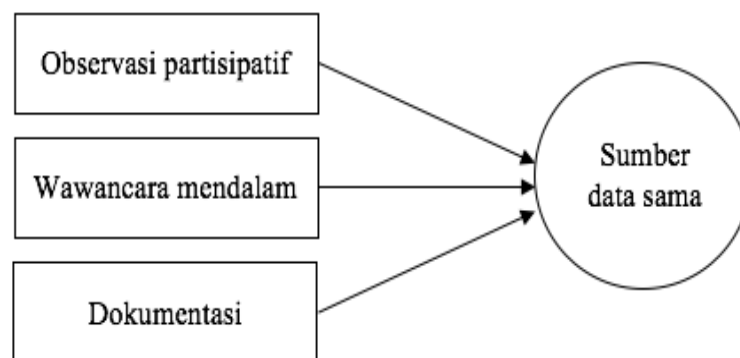 Observasi partisipatif
Wawancara mendalam
Dokumentasi
Sumber
data sama